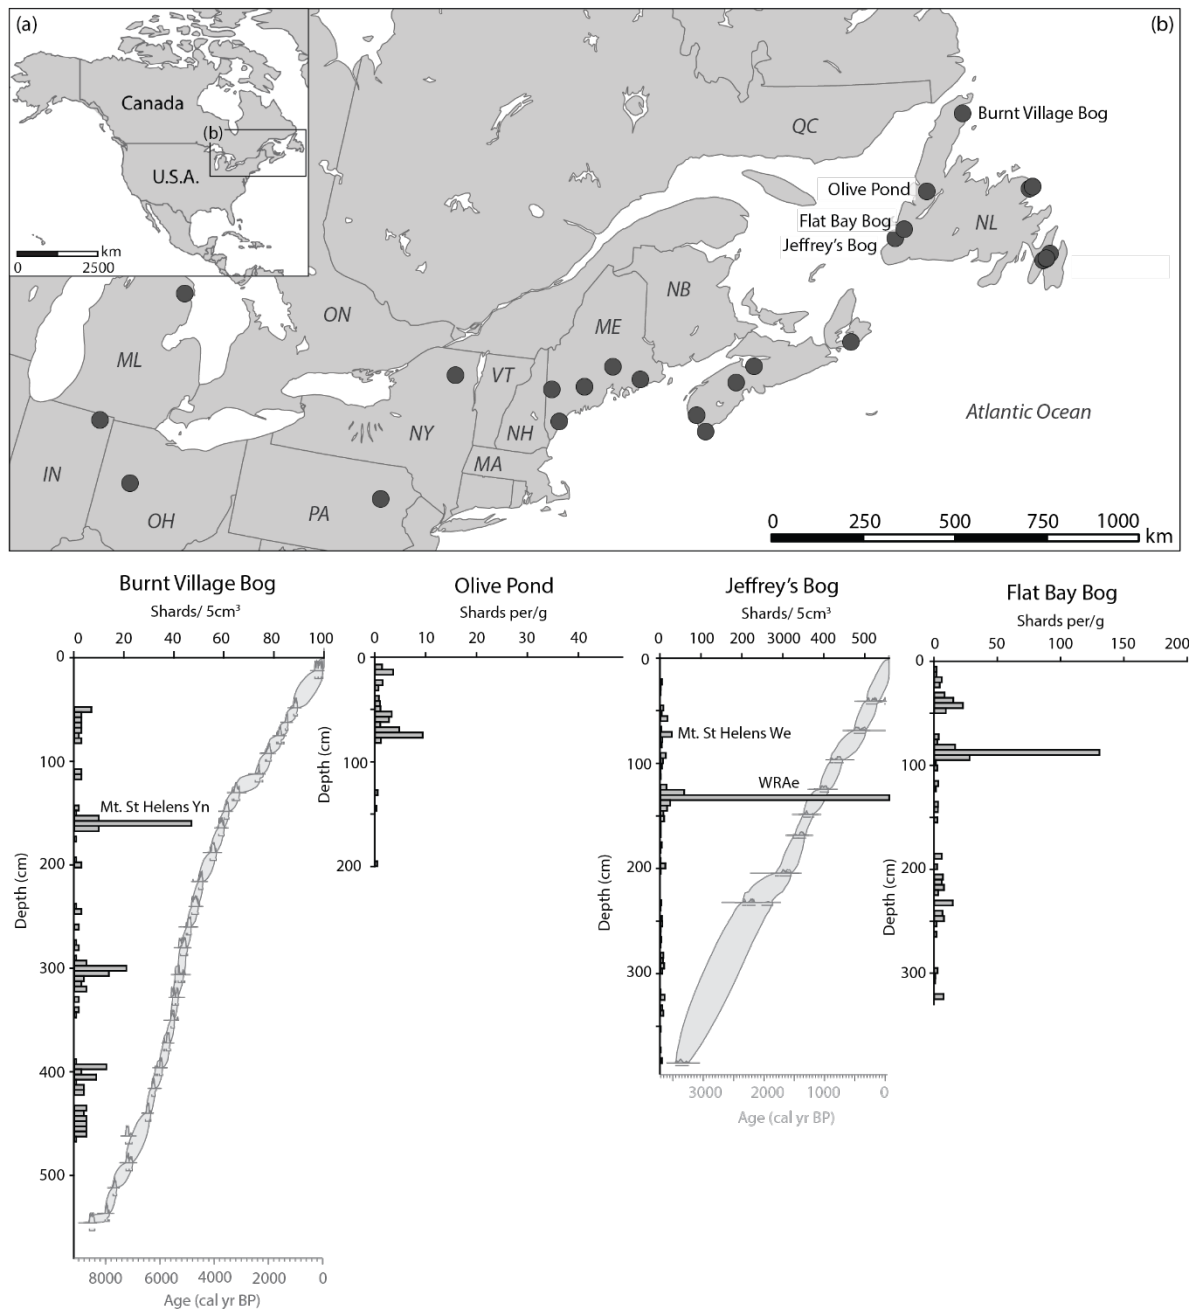 (a)
(b)
Canada
(b)
U.S.A.
km
0 2500
QC
Burnt Village Bog
Olive Pond
Flat Bay Bog
Jeffrey's Bog
NL
NB
ON
ME
ML
VT
NY
NH
MA
IN
OH
PA
Atlantic Ocean
0 250 500 750 1000
km
Burnt Village Bog
Shards/ 5cm³
0 20 40 60 80 100
0
100
200
300
400
500
Depth (cm)
Mt. St Helens Yn
8000 6000 4000 2000 0
Age (cal yr BP)
Olive Pond
Shards per/g
0 10 20 30 40
0
100
200
Depth (cm)
Jeffrey's Bog
Shards/ 5cm³
0 100 200 3000 400 500
0
100
200
300
Depth (cm)
Mt. St Helens We
WRAe
3000 2000 1000 0
Age (cal yr BP)
Flat Bay Bog
Shards per/g
0 50 100 150 200
0
100
200
300
Depth (cm)